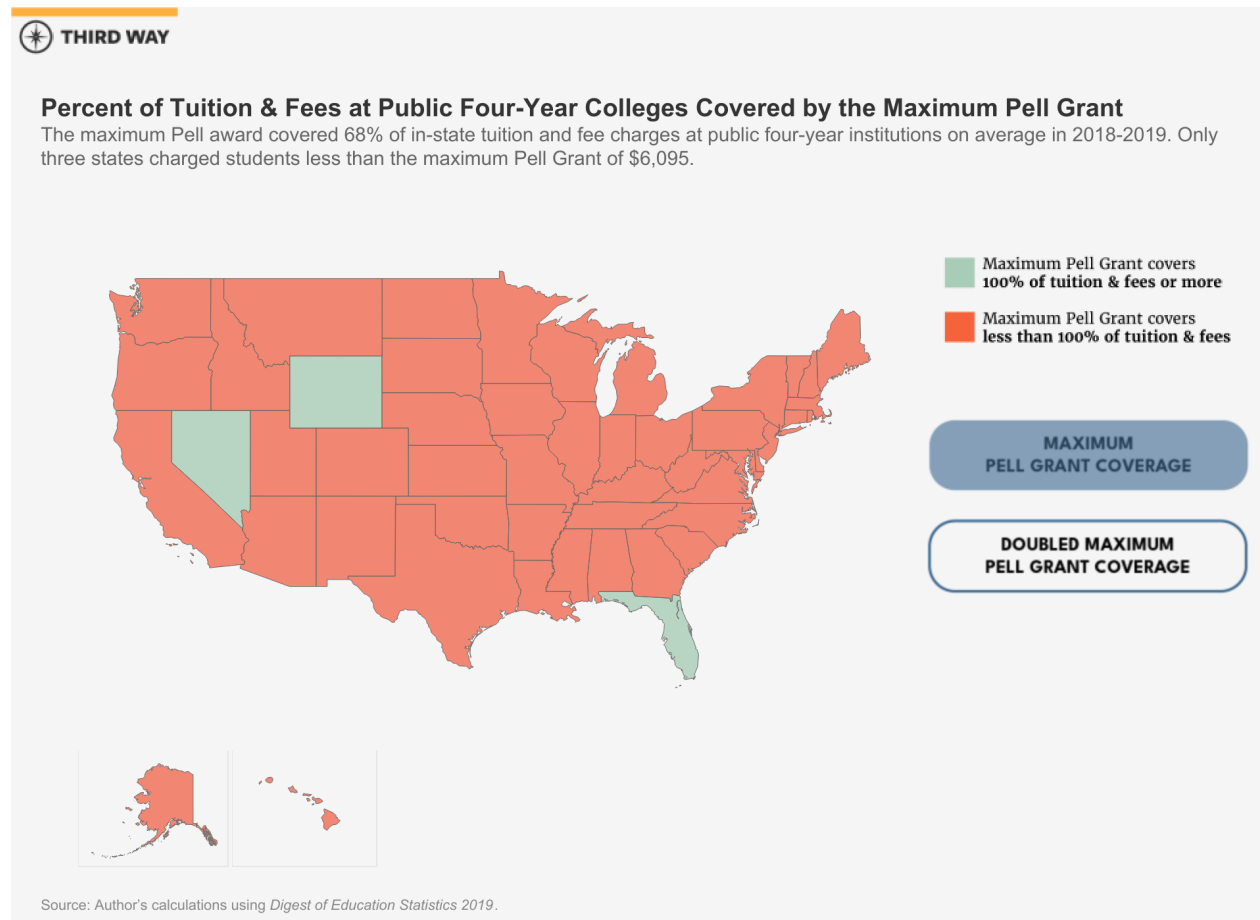 THIRD WAY
Percent of Tuition & Fees at Public Four-Year Colleges Covered by the Maximum Pell Grant
The maximum Pell award covered 68% of in-state tuition and fee charges at public four-year institutions on average in 2018-2019. Only
three states charged students less than the maximum Pell Grant of $6,095.
Maximum Pell Grant covers
100% of tuition & fees or more
Maximum Pell Grant covers
less than 100% of tuition & fees
MAXIMUM
PELL GRANT COVERAGE
DOUBLED MAXIMUM
PELL GRANT COVERAGE
Source: Author's calculations using Digest of Education Statistics 2019.